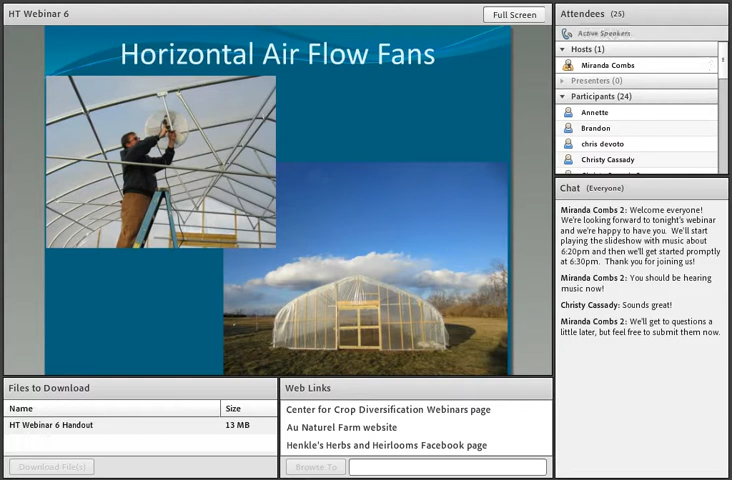 HT Webinar 6
Full Screen
Horizontal Air Flow Fans
Attendees (25)
Active Speakers
Hosts (1)
Miranda Combs
Presenters (0)
Participants (24)
Annette
Brandon
chris devoto
Christy Cassady
Chat (Everyone)
Miranda Combs 2: Welcome everyone!
We're looking forward to tonight's webinar
and we're happy to have you. We'll start
playing the slideshow with music about
6:20pm and then we'll get started promptly
at 6:30pm. Thank you for joining us!
Miranda Combs 2: You should be hearing
music now!
Christy Cassady: Sounds great!
Miranda Combs 2: We'll get to questions a
little later, but feel free to submit them now.
Files to Download
Name Size
HT Webinar 6 Handout 13 MB
Download File(s)
Web Links
Center for Crop Diversification Webinars page
Au Naturel Farm website
Henkle's Herbs and Heirlooms Facebook page
Browse To